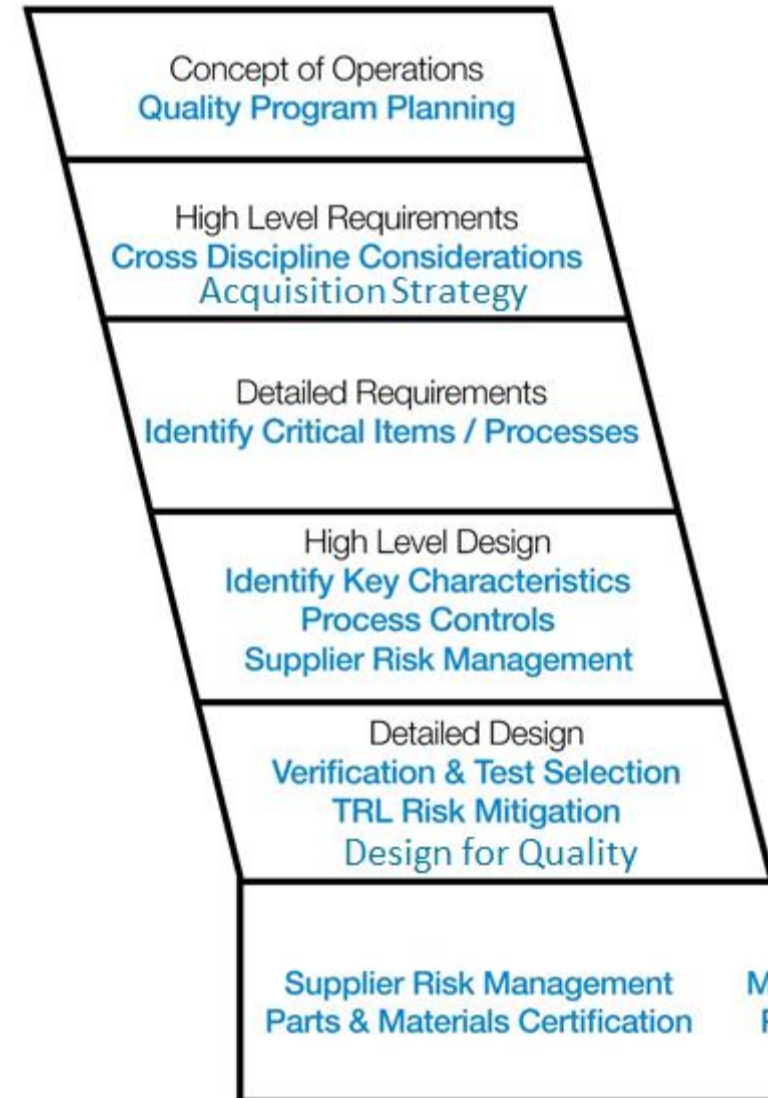 Concept of Operations
Quality Program Planning
High Level Requirements
Cross Discipline Considerations
Acquisition Strategy
Detailed Requirements
Identify Critical Items / Processes
High Level Design
Identify Key Characteristics
Process Controls
Supplier Risk Management
Detailed Design
Verification & Test Selection
TRL Risk Mitigation
Design for Quality
Supplier Risk Management
Parts & Materials Certification